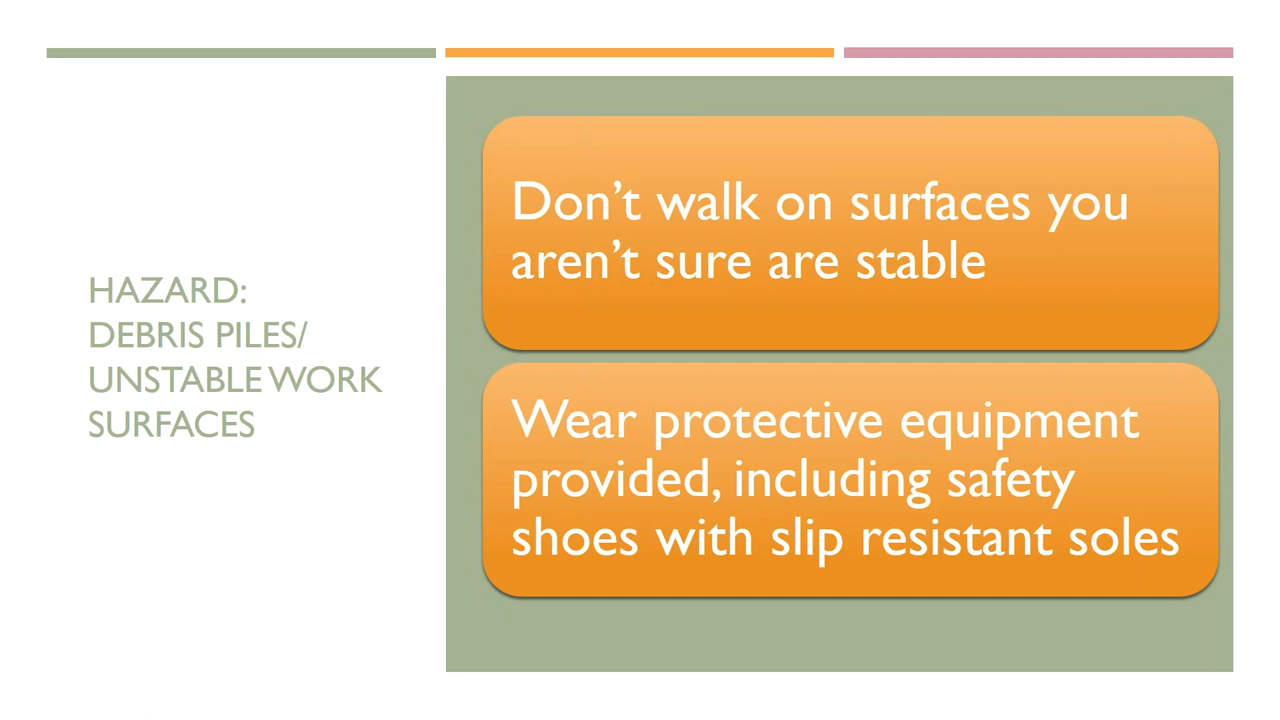 HAZARD:
DEBRIS PILES/
UNSTABLE WORK
SURFACES
Don’t walk on surfaces you
aren’t sure are stable
Wear protective equipment
provided, including safety
shoes with slip resistant soles